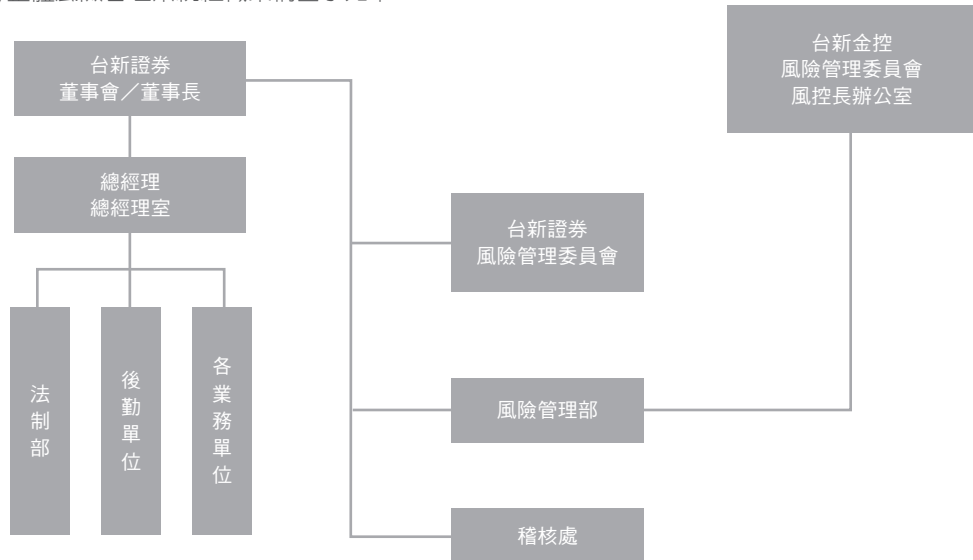 台新證券
董事會／董事長
台新金控
風險管理委員會
風控長辦公室
總經理
總經理室
台新證券
風險管理委員會
法制部
後勤單位
各業務單位
風險管理部
稽核處